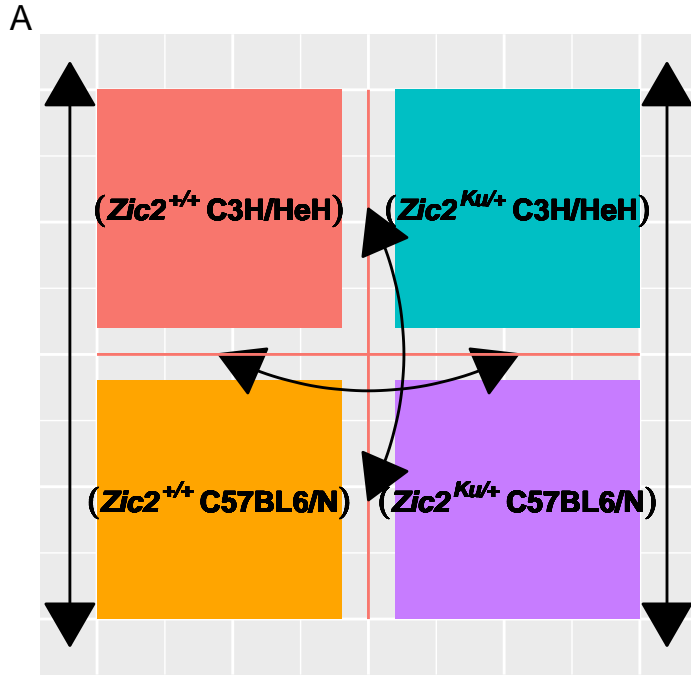 A
(Zic2+/+ C3H/HeH) (Zic2Ku/+ C3H/HeH)
(Zic2+/+ C57BL6/N) (Zic2Ku/+ C57BL6/N)